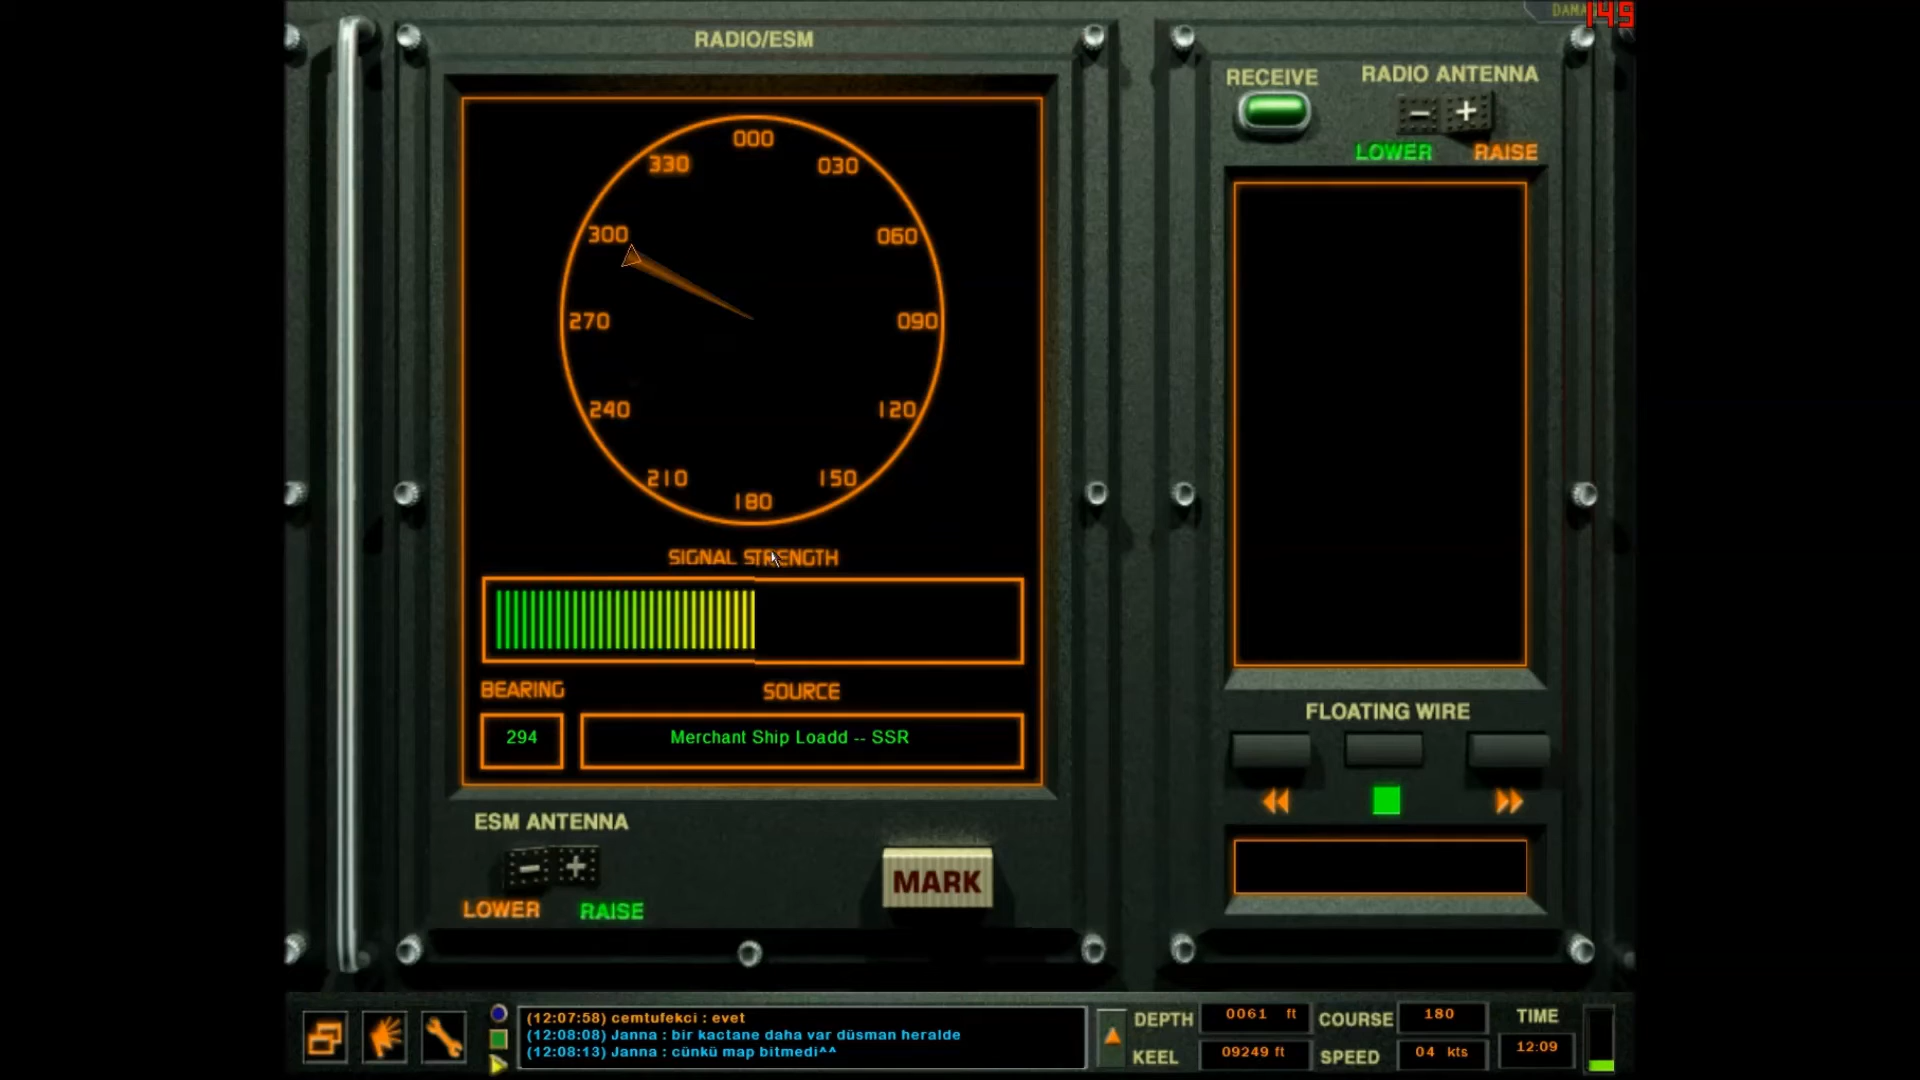 RADIO/ESM
DAMA
149
RECEIVE
RADIO ANTENNA
LOWER
RAISE
000
330
030
300
060
270
090
240
120
210
150
180
SIGNAL STRENGTH
BEARING
SOURCE
294
Merchant Ship Loadd -- SSR
FLOATING WIRE
ESM ANTENNA
LOWER
RAISE
MARK
(12:07:58) cemtufekci : evet
(12:08:08) Janna : bir kactane daha var düsman heralde
(12:08:13) Janna : cünkü map bitmedi^^
DEPTH 0061 ft COURSE 180 TIME
KEEL 09249 ft SPEED 04 kts 12:09